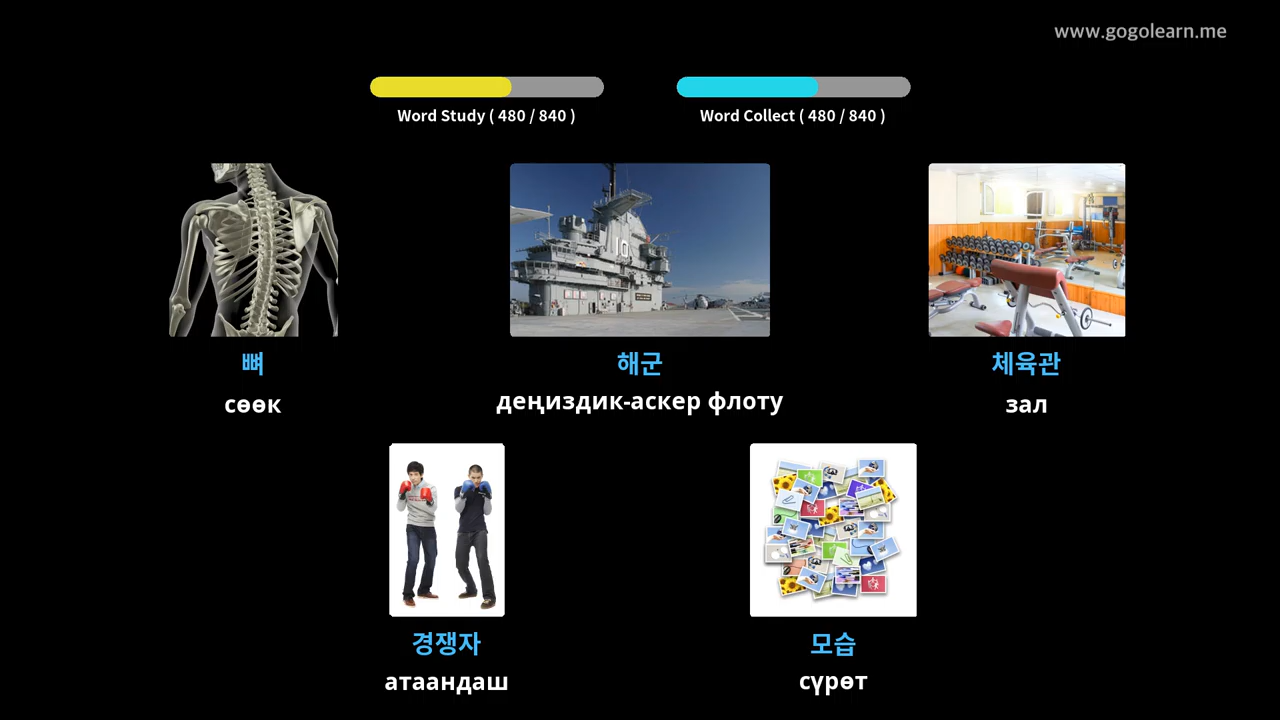 www.gogolearn.me
Word Study ( 480 / 840 )
Word Collect ( 480 / 840 )
뼈
сөөк
해군
деңиздик-аскер флоту
체육관
зал
경쟁자
атаандаш
모습
сүрөт